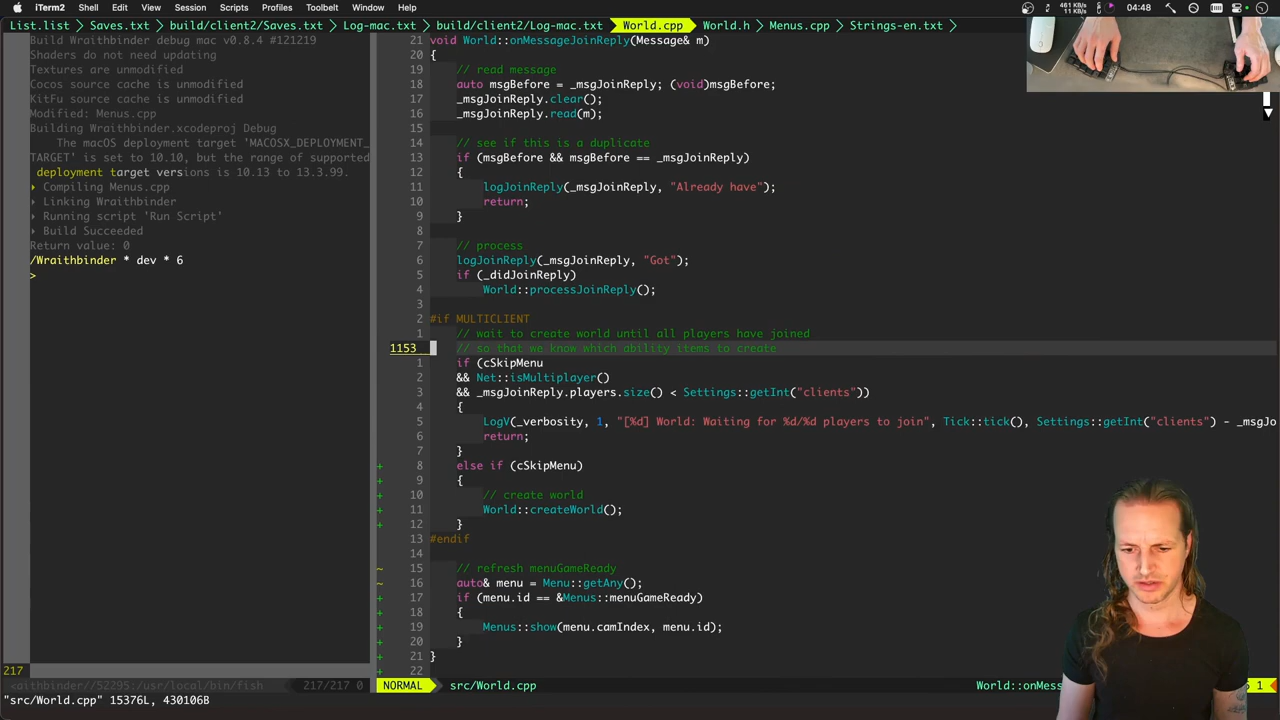 iTerm2 Shell Edit View Session Scripts Profiles Toolbelt Window Help
461 KB/s
11 KB/s
04:48
List.list Saves.txt build/client2/Saves.txt Log-mac.txt build/client2/Log-mac.txt World.cpp World.h Menus.cpp Strings-en.txt
Build Wraithbinder debug mac v0.8.4 #121219
Shaders do not need updating
Textures are unmodified
Cocos source cache is unmodified
KitFu source cache is unmodified
Modified: Menus.cpp
Building Wraithbinder.xcodeproj Debug
The macOS deployment target 'MACOSX_DEPLOYMENT_
TARGET' is set to 10.10, but the range of supported
deployment target versions is 10.13 to 13.3.99.
Compiling Menus.cpp
Linking Wraithbinder
Running script 'Run Script'
Build Succeeded
Return value: 0
/Wraithbinder * dev * 6
>
217
217/217 0
21 void World::onMessageJoinReply(Message& m)
20 {
19 // read message
18 auto msgBefore = _msgJoinReply; (void)msgBefore;
17 _msgJoinReply.clear();
16 _msgJoinReply.read(m);
15
14 // see if this is a duplicate
13 if (msgBefore && msgBefore == _msgJoinReply)
12 {
11 logJoinReply(_msgJoinReply, "Already have");
10 return;
9 }
8
7 // process
6 logJoinReply(_msgJoinReply, "Got");
5 if (_didJoinReply)
4 World::processJoinReply();
3
2 #if MULTICLIENT
1 // wait to create world until all players have joined
1153 // so that we know which ability items to create
1 if (cSkipMenu
2 && Net::isMultiplayer()
3 && _msgJoinReply.players.size() < Settings::getInt("clients"))
4 {
5 LogV(_verbosity, 1, "[%d] World: Waiting for %d/%d players to join", Tick::tick(), Settings::getInt("clients") - _msgJo
6 return;
7 }
+ 8 else if (cSkipMenu)
+ 9 {
+ 10 // create world
+ 11 World::createWorld();
+ 12 }
13 #endif
14
~ 15 // refresh menuGameReady
~ 16 auto& menu = Menu::getAny();
+ 17 if (menu.id == &Menus::menuGameReady)
+ 18 {
+ 19 Menus::show(menu.camIndex, menu.id);
+ 20 }
+ 21 }
+ 22
<aithbinder//52295:/usr/local/bin/fish
NORMAL src/World.cpp World::onMess
"src/World.cpp" 15376L, 430106B